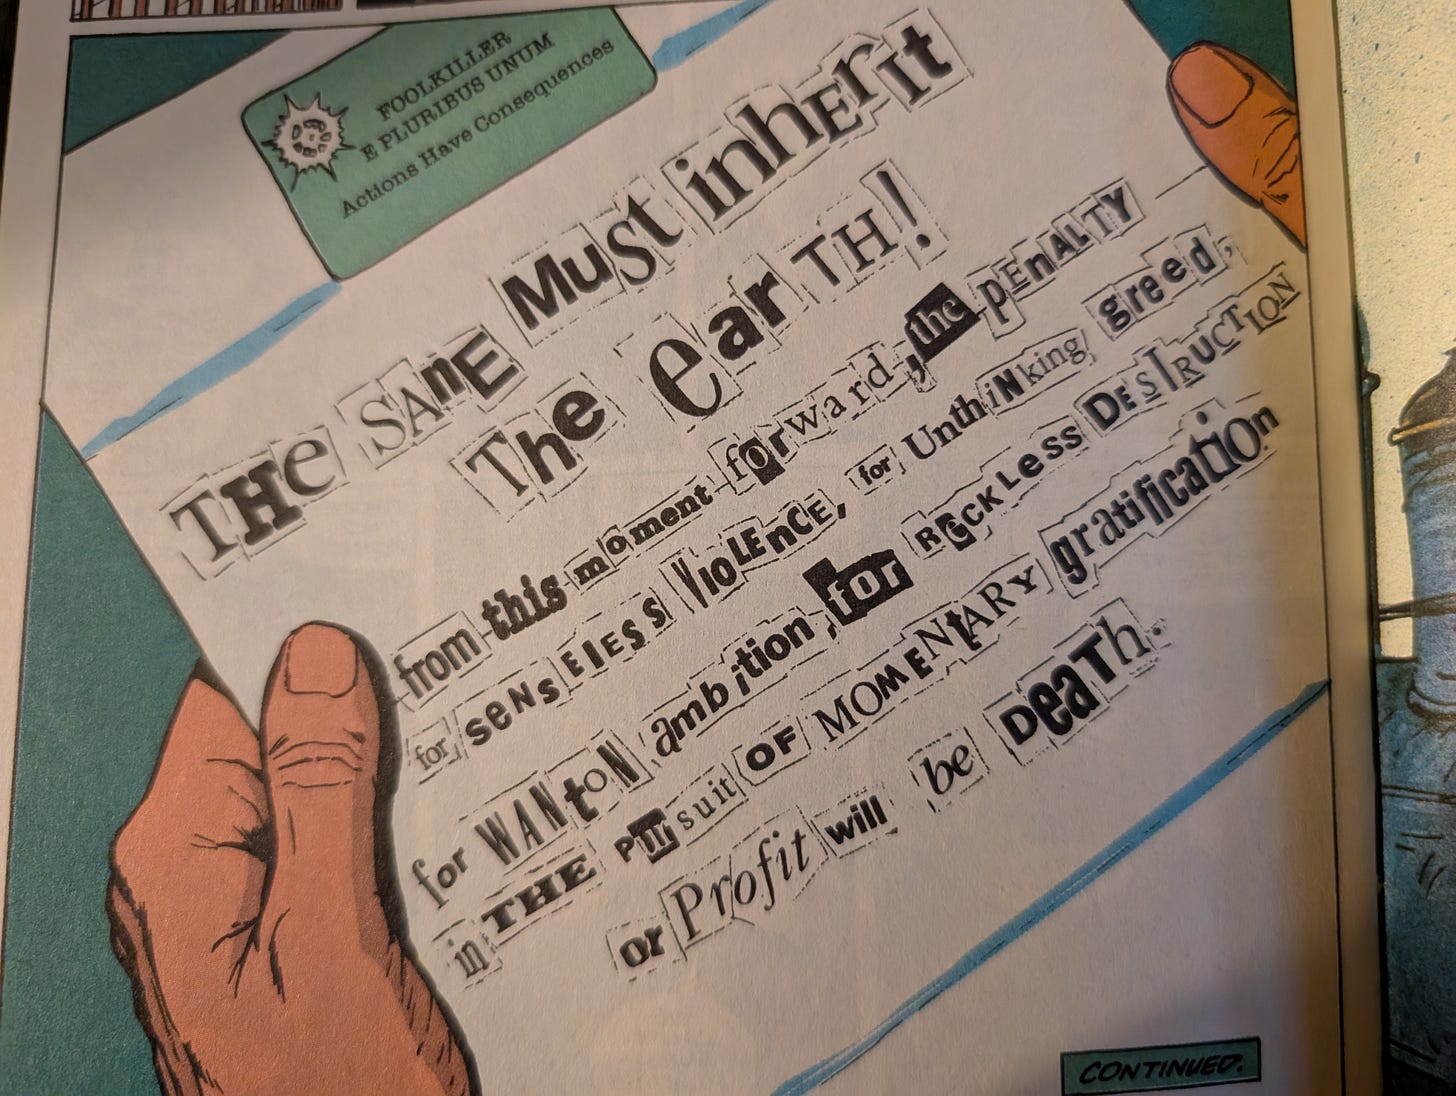 FOOLKILLER
E PLURIBUS UNUM
Actions Have Consequences
THe SAnE Must inhErit
The earTH!
from this moment forward, the pEnALTY
for seNsElESS VIOLEnCE, for UnthiNking greed,
for WANtoN ambition, for RecKLess DEsTRUCTION
in THE pursuit OF MOMENtARY gratification
or Profit will be DeaTh.
CONTINUED.